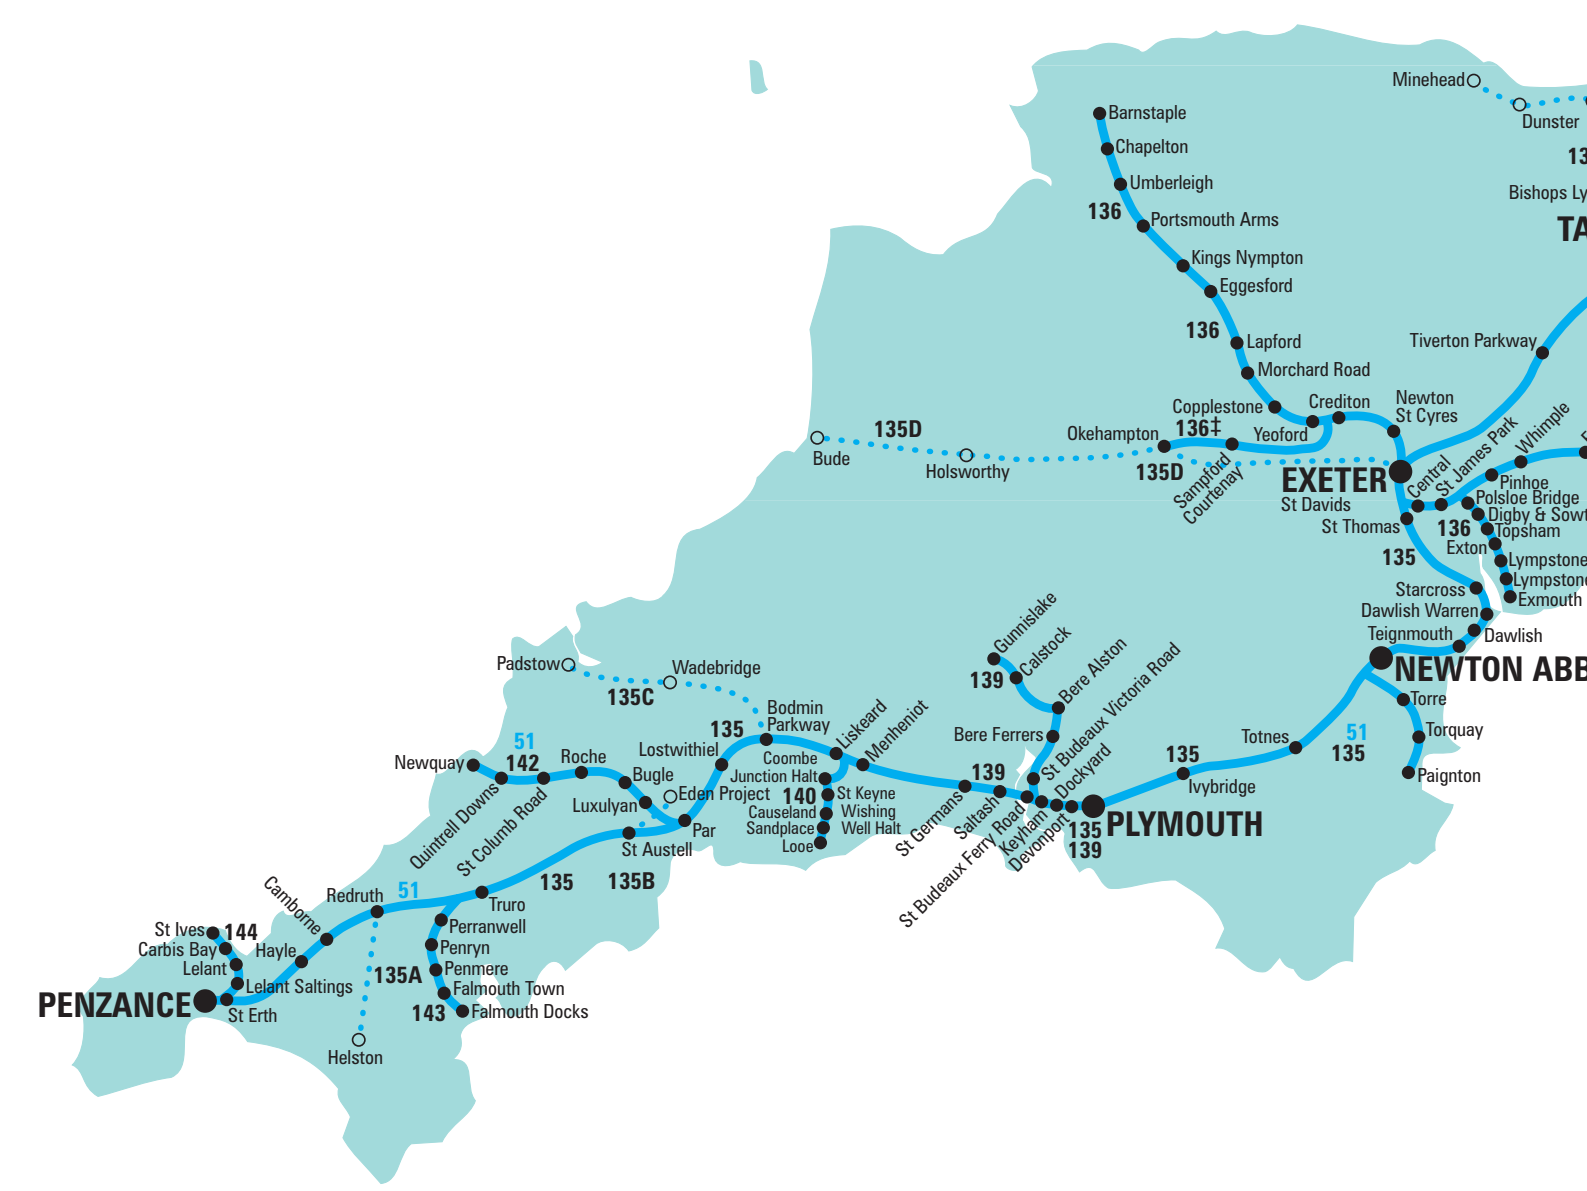 Minehead
Dunster
13
Bishops Ly
TA
Barnstaple
Chapelton
Umberleigh
136
Portsmouth Arms
Kings Nympton
Eggesford
136
Lapford
Morchard Road
Tiverton Parkway
Copplestone
Crediton
Newton
St Cyres
136‡
Yeoford
Okehampton
135D
Bude
Holsworthy
135D
Sampford
Courtenay
EXETER
St Davids
Central
St James Park
Whimple
Pinhoe
Polsloe Bridge
Digby & Sowt
Topsham
136
St Thomas
Exton
135
Lympstone
Lympstone
Exmouth
Starcross
Dawlish Warren
Teignmouth
Dawlish
NEWTON ABB
Torre
Torquay
51
135
Paignton
Totnes
135
Ivybridge
Gunnislake
Calstock
139
Bere Alston
Bere Ferrers
St Budeaux Victoria Road
Dockyard
PLYMOUTH
135
139
Devonport
Keyham
St Budeaux Ferry Road
Saltash
St Germans
139
Padstow
Wadebridge
135C
Bodmin
Parkway
Liskeard
Menheniot
135
Lostwithiel
Coombe
Junction Halt
140
St Keyne
Wishing
Well Halt
Causeland
Sandplace
Looe
Newquay
51
142
Roche
Bugle
Eden Project
Luxulyan
Quintrell Downs
St Columb Road
Par
St Austell
135
135B
Camborne
Redruth
51
Truro
Perranwell
Penryn
Penmere
135A
Falmouth Town
143
Falmouth Docks
St Ives
144
Carbis Bay
Hayle
Lelant
Lelant Saltings
PENZANCE
St Erth
Helston